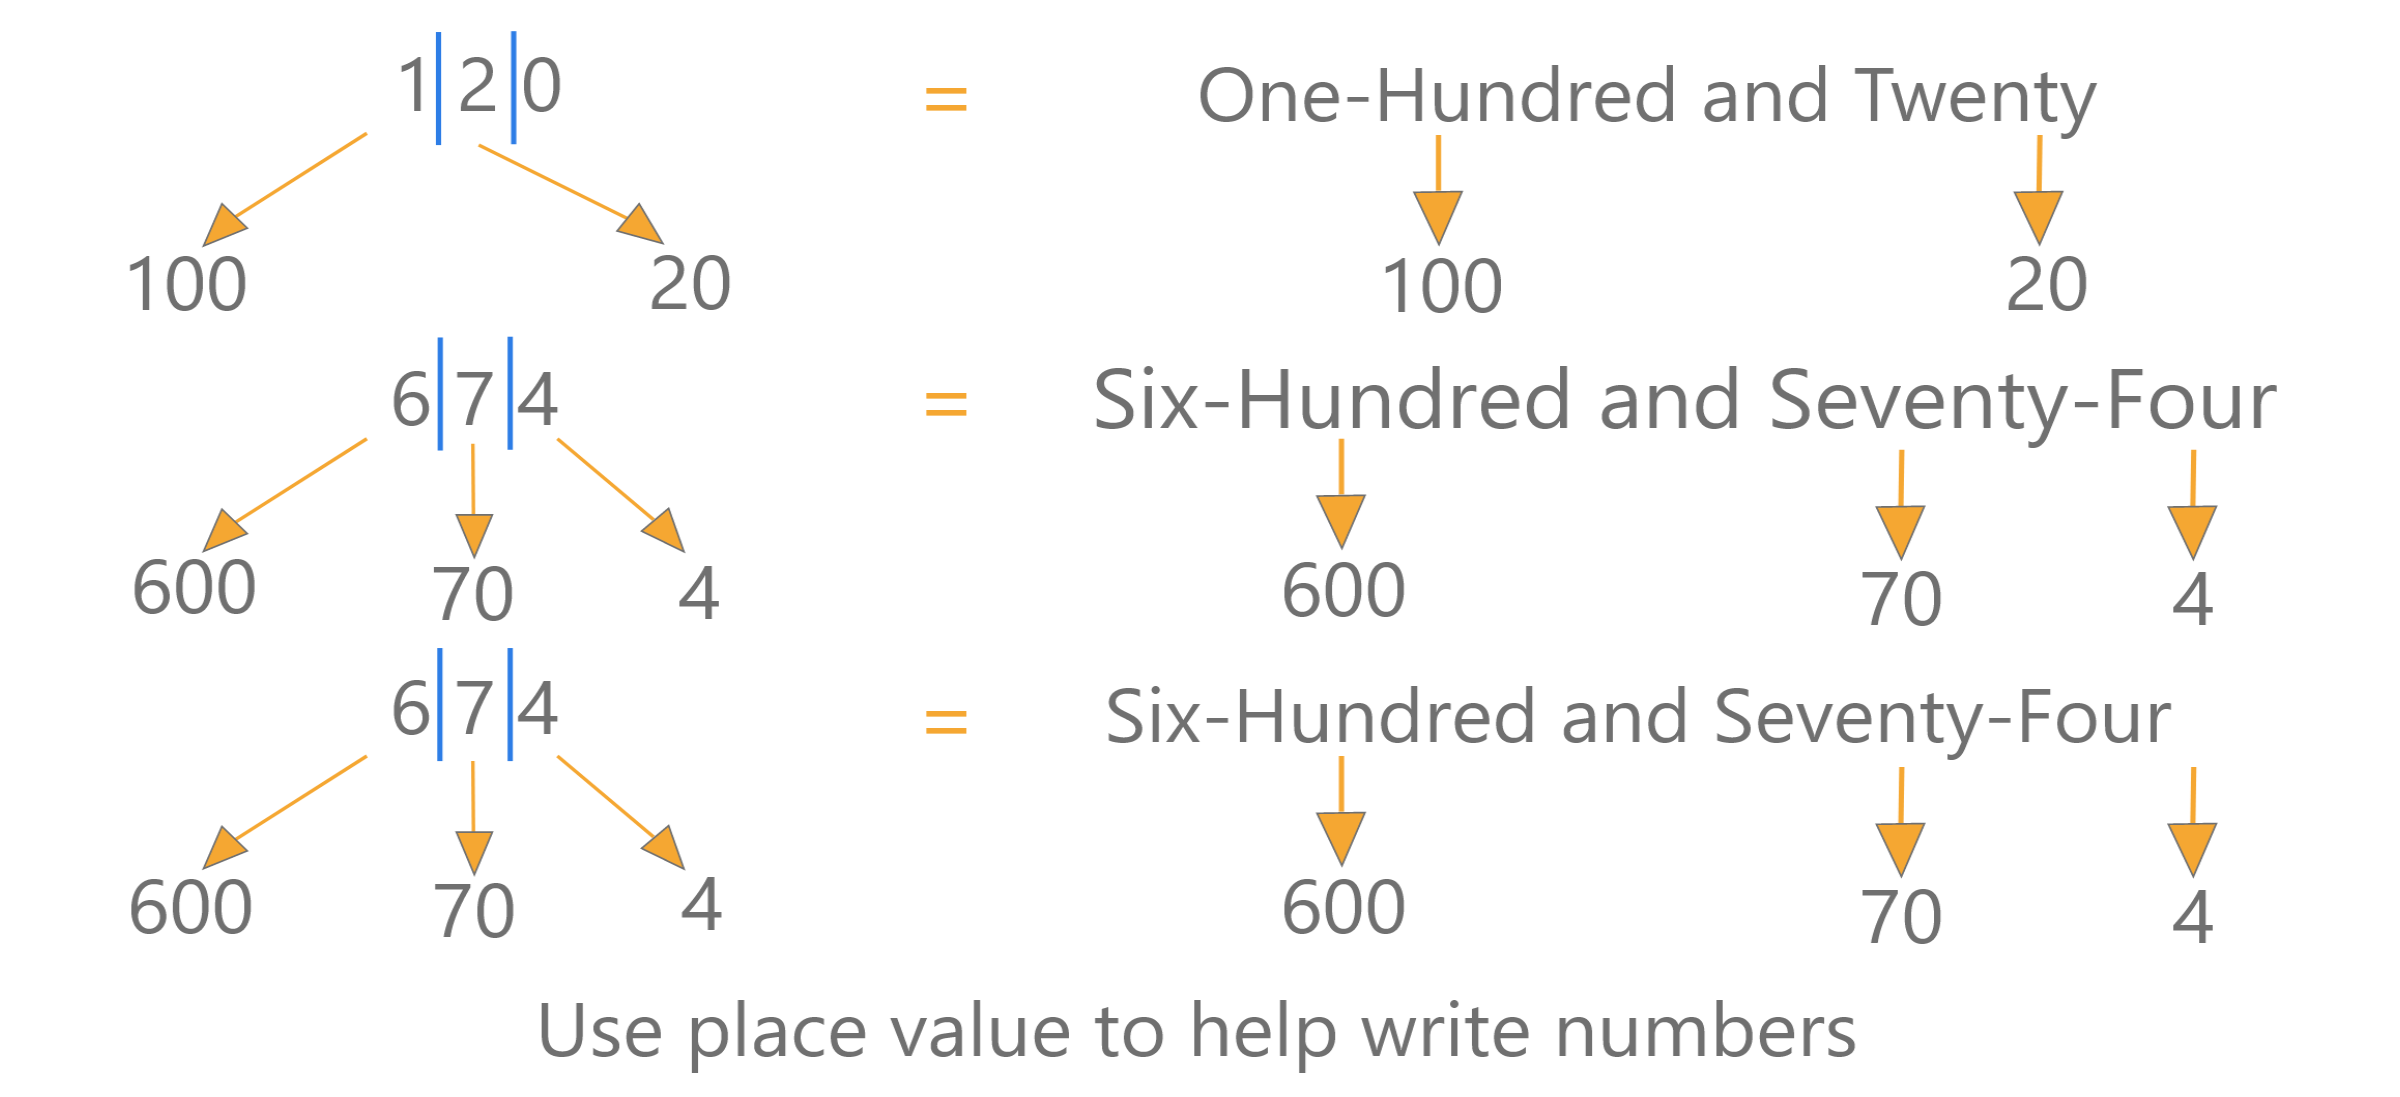 1 2 0 = One-Hundred and Twenty
100 20 100 20
6 7 4 = Six-Hundred and Seventy-Four
600 70 4 600 70 4
6 7 4 = Six-Hundred and Seventy-Four
600 70 4 600 70 4
Use place value to help write numbers